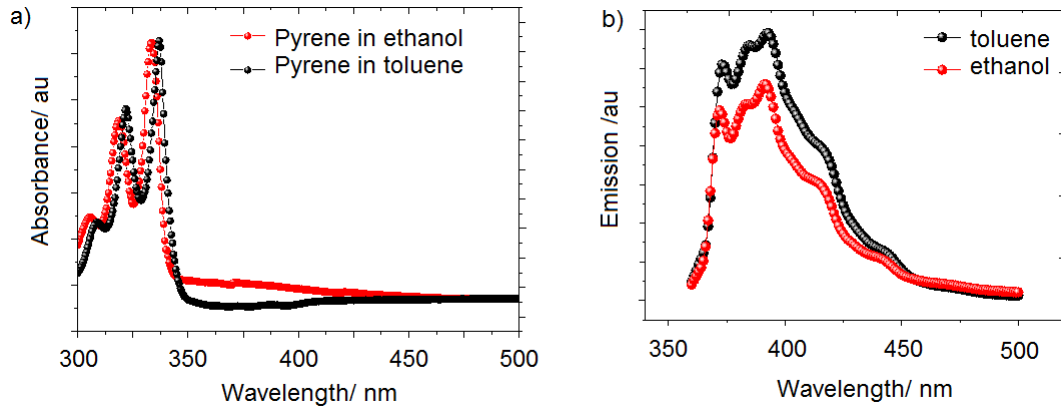 a)
Pyrene in ethanol
Pyrene in toluene
Absorbance/ au
300 350 400 450 500
Wavelength/ nm
b)
toluene
ethanol
Emission /au
350 400 450 500
Wavelength/ nm